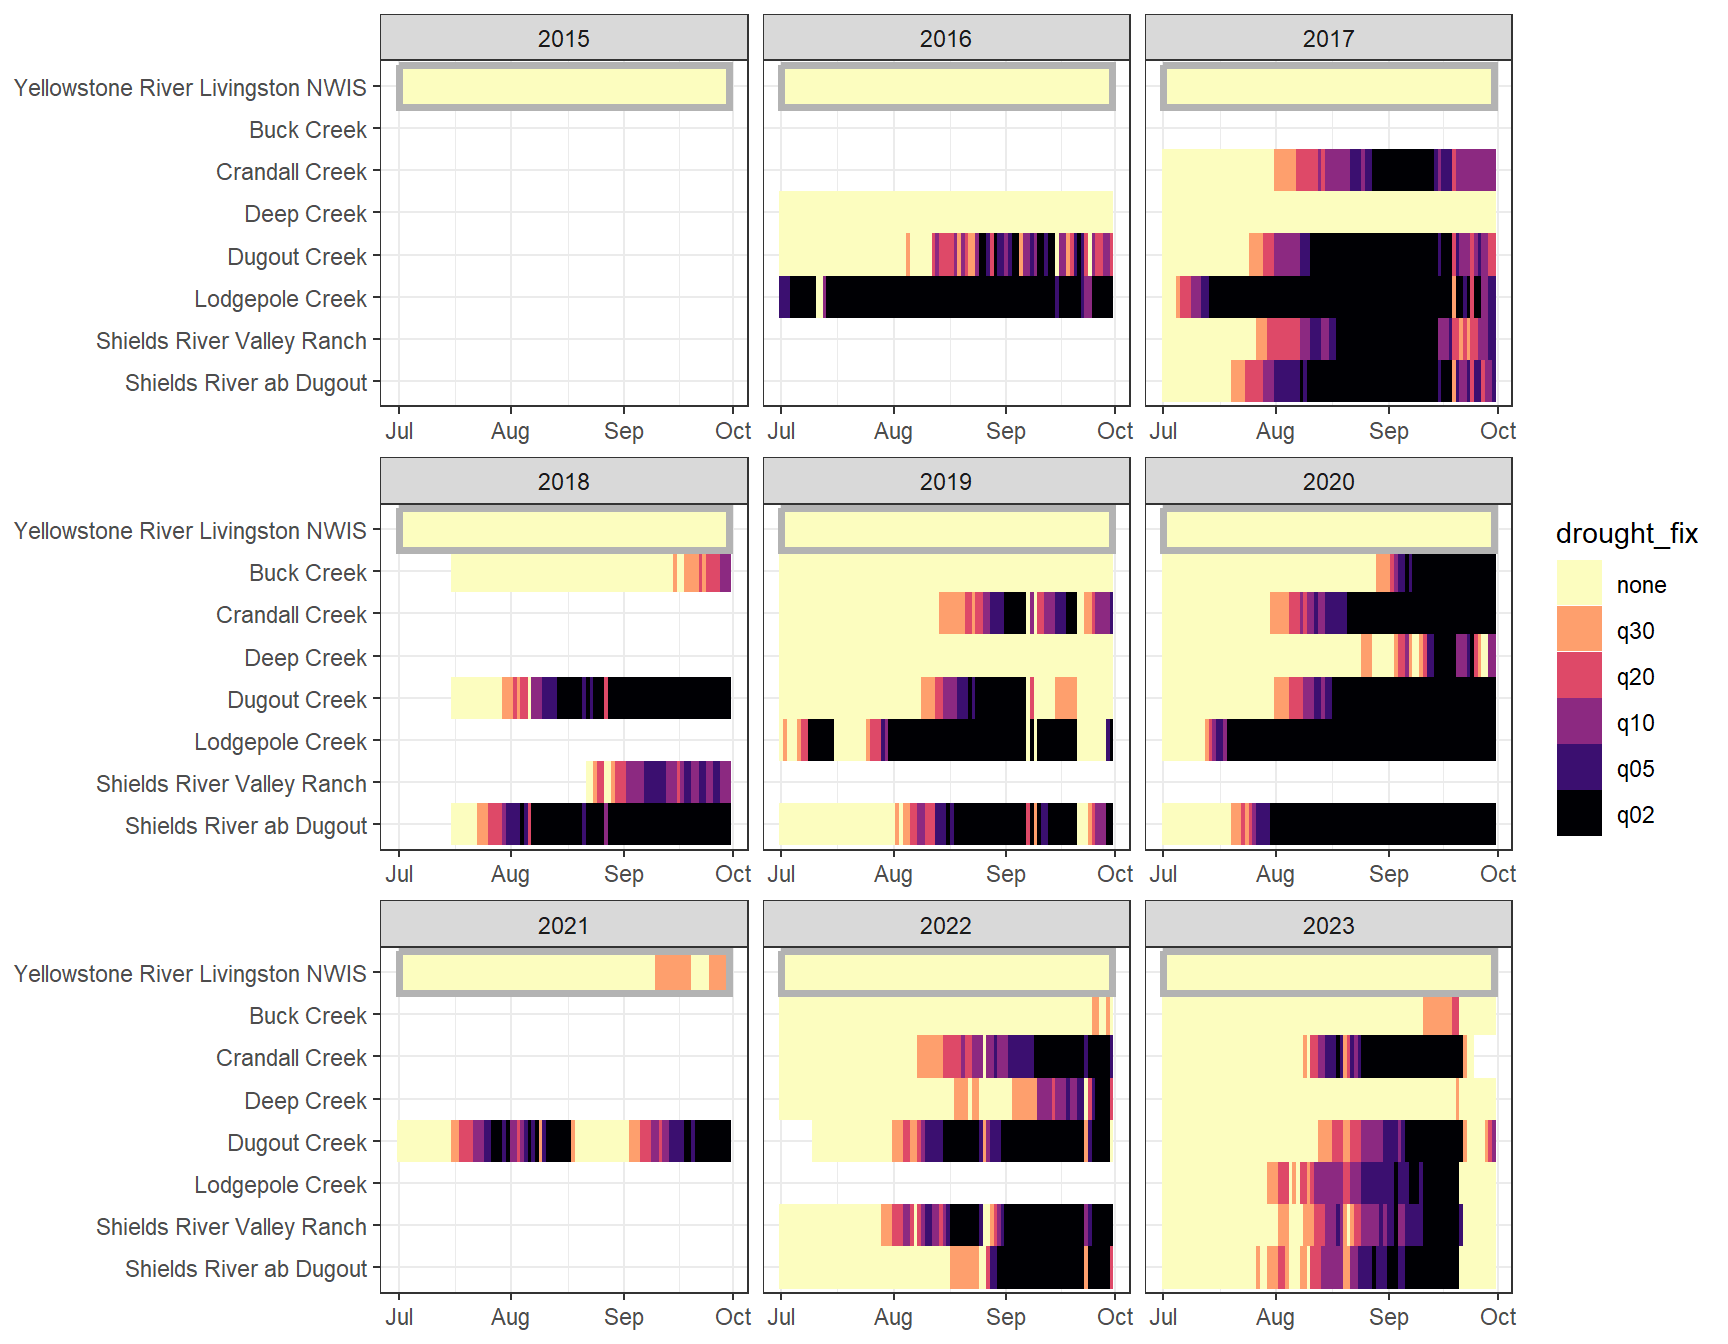 2015 2016 2017
Yellowstone River Livingston NWIS
Buck Creek
Crandall Creek
Deep Creek
Dugout Creek
Lodgepole Creek
Shields River Valley Ranch
Shields River ab Dugout
Jul Aug Sep Oct Jul Aug Sep Oct Jul Aug Sep Oct
2018 2019 2020
Yellowstone River Livingston NWIS
Buck Creek
Crandall Creek
Deep Creek
Dugout Creek
Lodgepole Creek
Shields River Valley Ranch
Shields River ab Dugout
Jul Aug Sep Oct Jul Aug Sep Oct Jul Aug Sep Oct
2021 2022 2023
Yellowstone River Livingston NWIS
Buck Creek
Crandall Creek
Deep Creek
Dugout Creek
Lodgepole Creek
Shields River Valley Ranch
Shields River ab Dugout
Jul Aug Sep Oct Jul Aug Sep Oct Jul Aug Sep Oct
drought_fix
none
q30
q20
q10
q05
q02